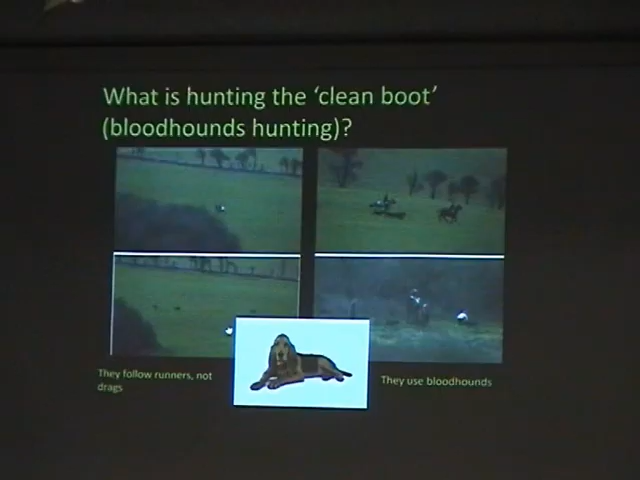 What is hunting the ‘clean boot’
(bloodhounds hunting)?
They follow runners, not
drags
They use bloodhounds